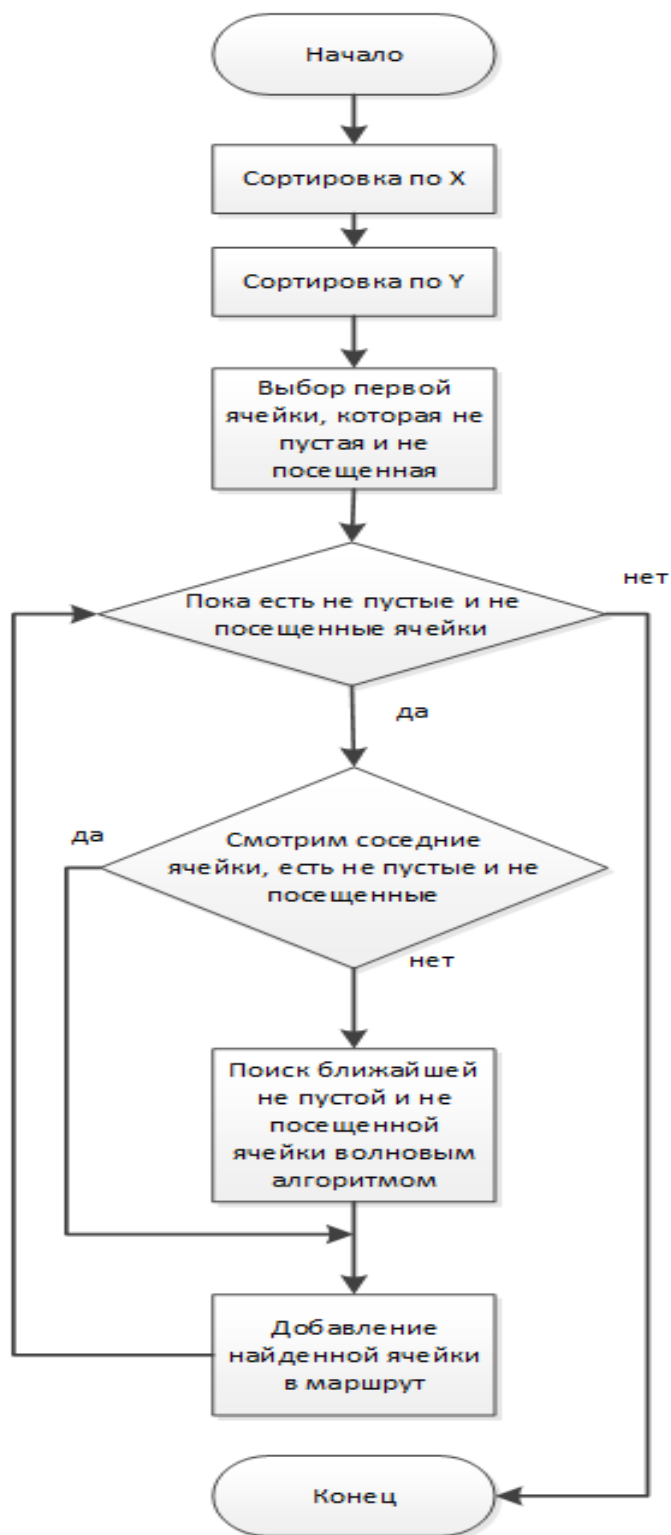 Начало
Сортировка по X
Сортировка по Y
Выбор первой
ячейки, которая не
пустая и не
посещенная
нет
Пока есть не пустые и не
посещенные ячейки
да
да
Смотрим соседние
ячейки, есть не пустые и не
посещенные
нет
Поиск ближайшей
не пустой и не
посещенной
ячейки волновым
алгоритмом
Добавление
найденной ячейки
в маршрут
Конец